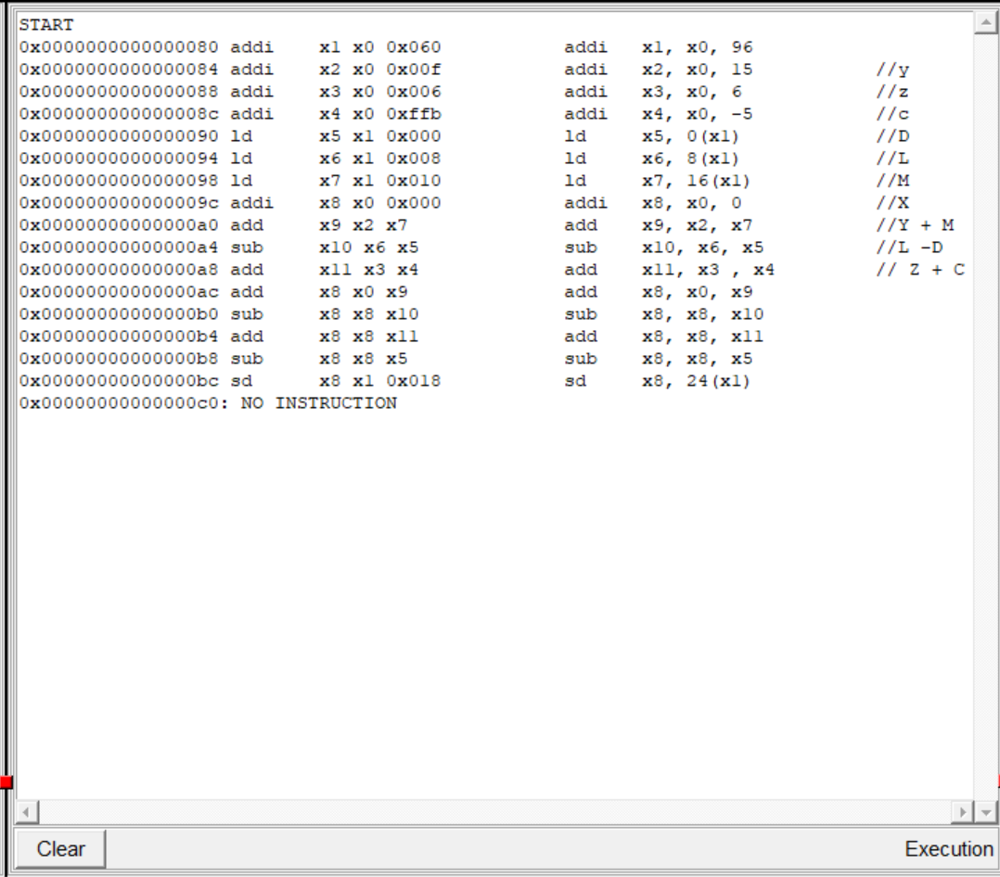 START
0x0000000000000080 addi    x1 x0 0x060           addi   x1, x0, 96
0x0000000000000084 addi    x2 x0 0x00f           addi   x2, x0, 15           //y
0x0000000000000088 addi    x3 x0 0x006           addi   x3, x0, 6            //z
0x000000000000008c addi    x4 x0 0xffb           addi   x4, x0, -5           //c
0x0000000000000090 ld      x5 x1 0x000           ld     x5, 0(x1)            //D
0x0000000000000094 ld      x6 x1 0x008           ld     x6, 8(x1)            //L
0x0000000000000098 ld      x7 x1 0x010           ld     x7, 16(x1)           //M
0x000000000000009c addi    x8 x0 0x000           addi   x8, x0, 0            //X
0x00000000000000a0 add     x9 x2 x7              add    x9, x2, x7           //Y + M
0x00000000000000a4 sub     x10 x6 x5             sub    x10, x6, x5          //L -D
0x00000000000000a8 add     x11 x3 x4             add    x11, x3 , x4         // Z + C
0x00000000000000ac add     x8 x0 x9              add    x8, x0, x9
0x00000000000000b0 sub     x8 x8 x10             sub    x8, x8, x10
0x00000000000000b4 add     x8 x8 x11             add    x8, x8, x11
0x00000000000000b8 sub     x8 x8 x5              sub    x8, x8, x5
0x00000000000000bc sd      x8 x1 0x018           sd     x8, 24(x1)
0x00000000000000c0: NO INSTRUCTION
Clear
Execution